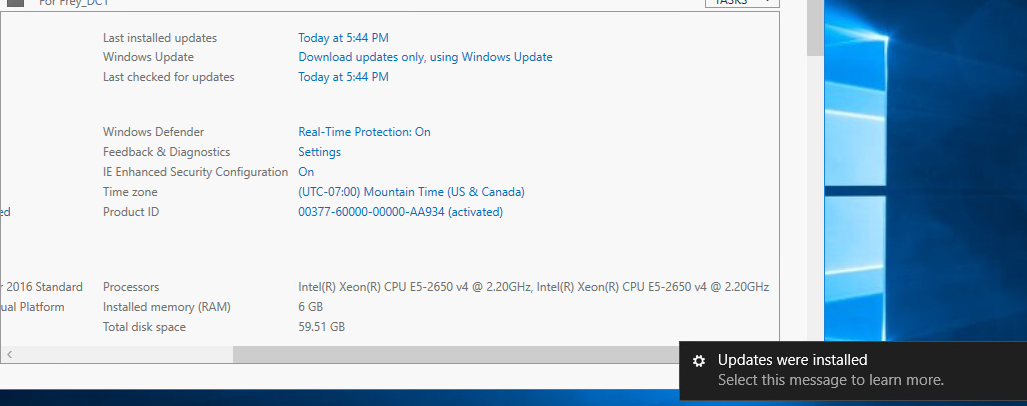 For Frey_DC1
TASKS
Last installed updates Today at 5:44 PM
Windows Update Download updates only, using Windows Update
Last checked for updates Today at 5:44 PM
Windows Defender Real-Time Protection: On
Feedback & Diagnostics Settings
IE Enhanced Security Configuration On
Time zone (UTC-07:00) Mountain Time (US & Canada)
ed Product ID 00377-60000-00000-AA934 (activated)
r 2016 Standard Processors Intel(R) Xeon(R) CPU E5-2650 v4 @ 2.20GHz, Intel(R) Xeon(R) CPU E5-2650 v4 @ 2.20GHz
ual Platform Installed memory (RAM) 6 GB
Total disk space 59.51 GB
Updates were installed
Select this message to learn more.